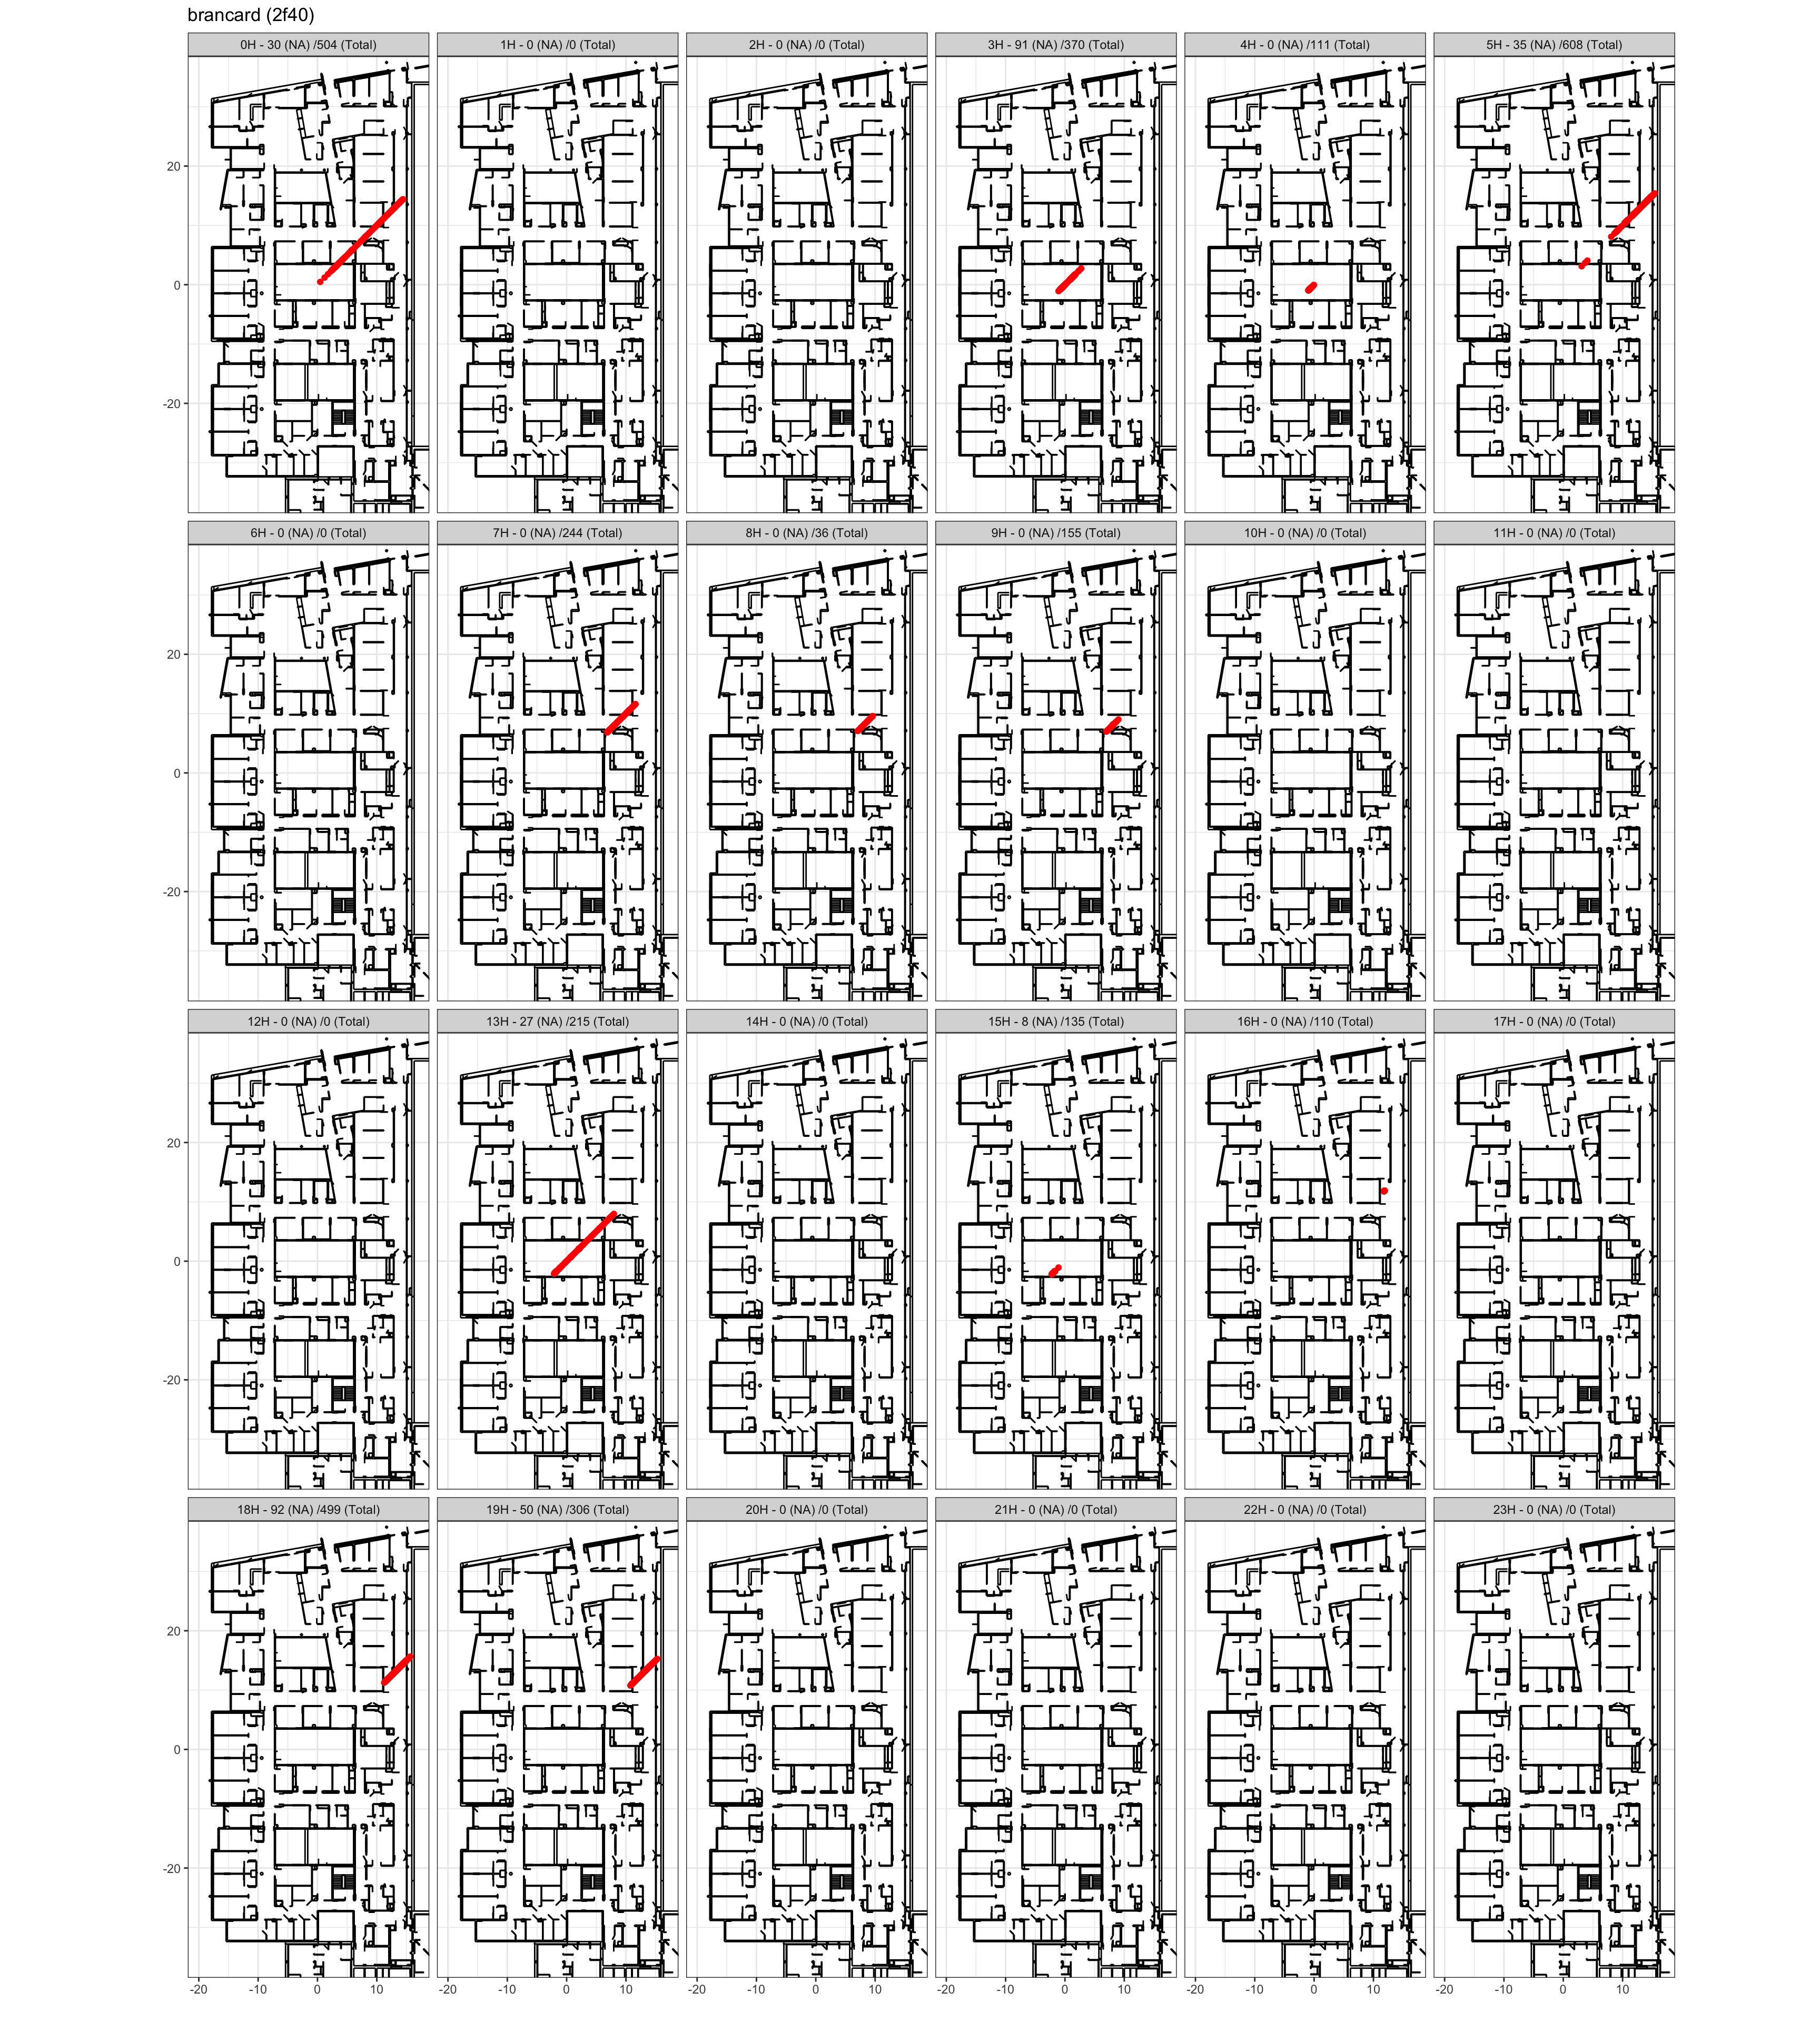 brancard (2f40)
0H - 30 (NA) /504 (Total)
1H - 0 (NA) /0 (Total)
2H - 0 (NA) /0 (Total)
3H - 91 (NA) /370 (Total)
4H - 0 (NA) /111 (Total)
5H - 35 (NA) /608 (Total)
20
0
-20
6H - 0 (NA) /0 (Total)
7H - 0 (NA) /244 (Total)
8H - 0 (NA) /36 (Total)
9H - 0 (NA) /155 (Total)
10H - 0 (NA) /0 (Total)
11H - 0 (NA) /0 (Total)
20
0
-20
12H - 0 (NA) /0 (Total)
13H - 27 (NA) /215 (Total)
14H - 0 (NA) /0 (Total)
15H - 8 (NA) /135 (Total)
16H - 0 (NA) /110 (Total)
17H - 0 (NA) /0 (Total)
20
0
-20
18H - 92 (NA) /499 (Total)
19H - 50 (NA) /306 (Total)
20H - 0 (NA) /0 (Total)
21H - 0 (NA) /0 (Total)
22H - 0 (NA) /0 (Total)
23H - 0 (NA) /0 (Total)
20
0
-20
-20 -10 0 10
-20 -10 0 10
-20 -10 0 10
-20 -10 0 10
-20 -10 0 10
-20 -10 0 10